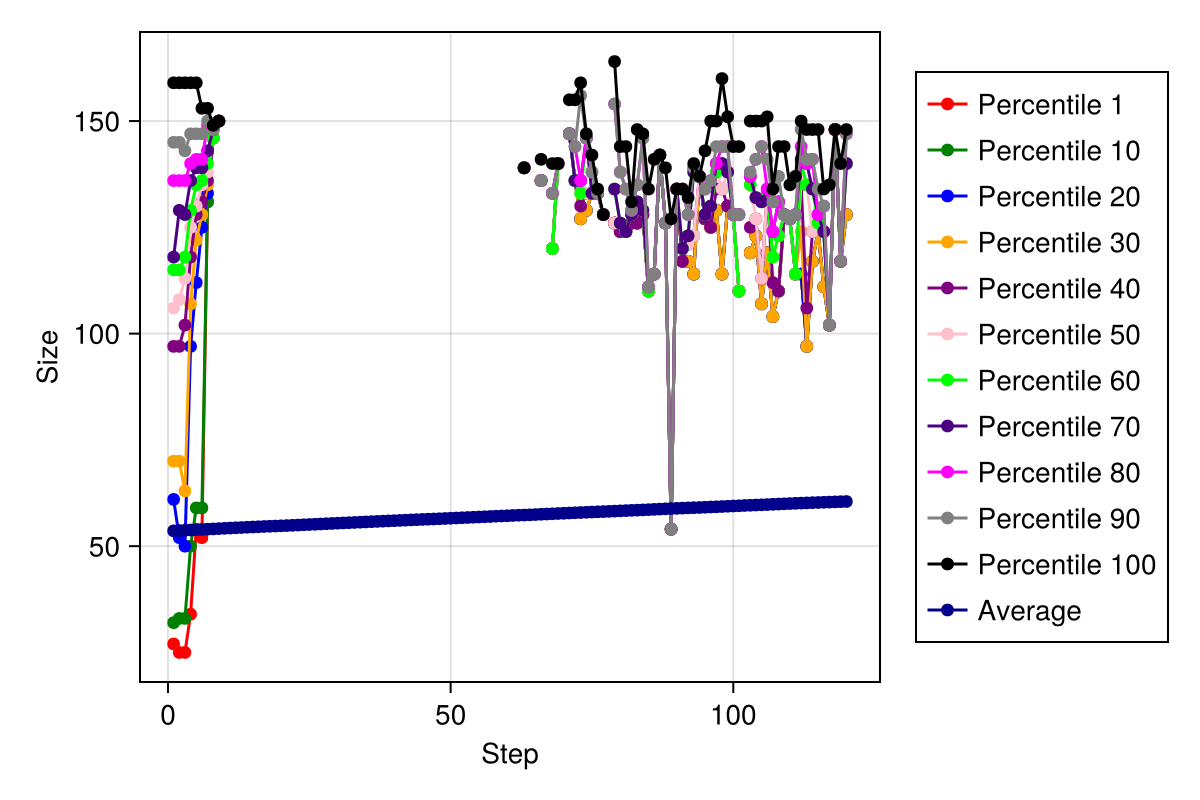 150
100
50
0
50
100
Size
Step
Percentile 1
Percentile 10
Percentile 20
Percentile 30
Percentile 40
Percentile 50
Percentile 60
Percentile 70
Percentile 80
Percentile 90
Percentile 100
Average